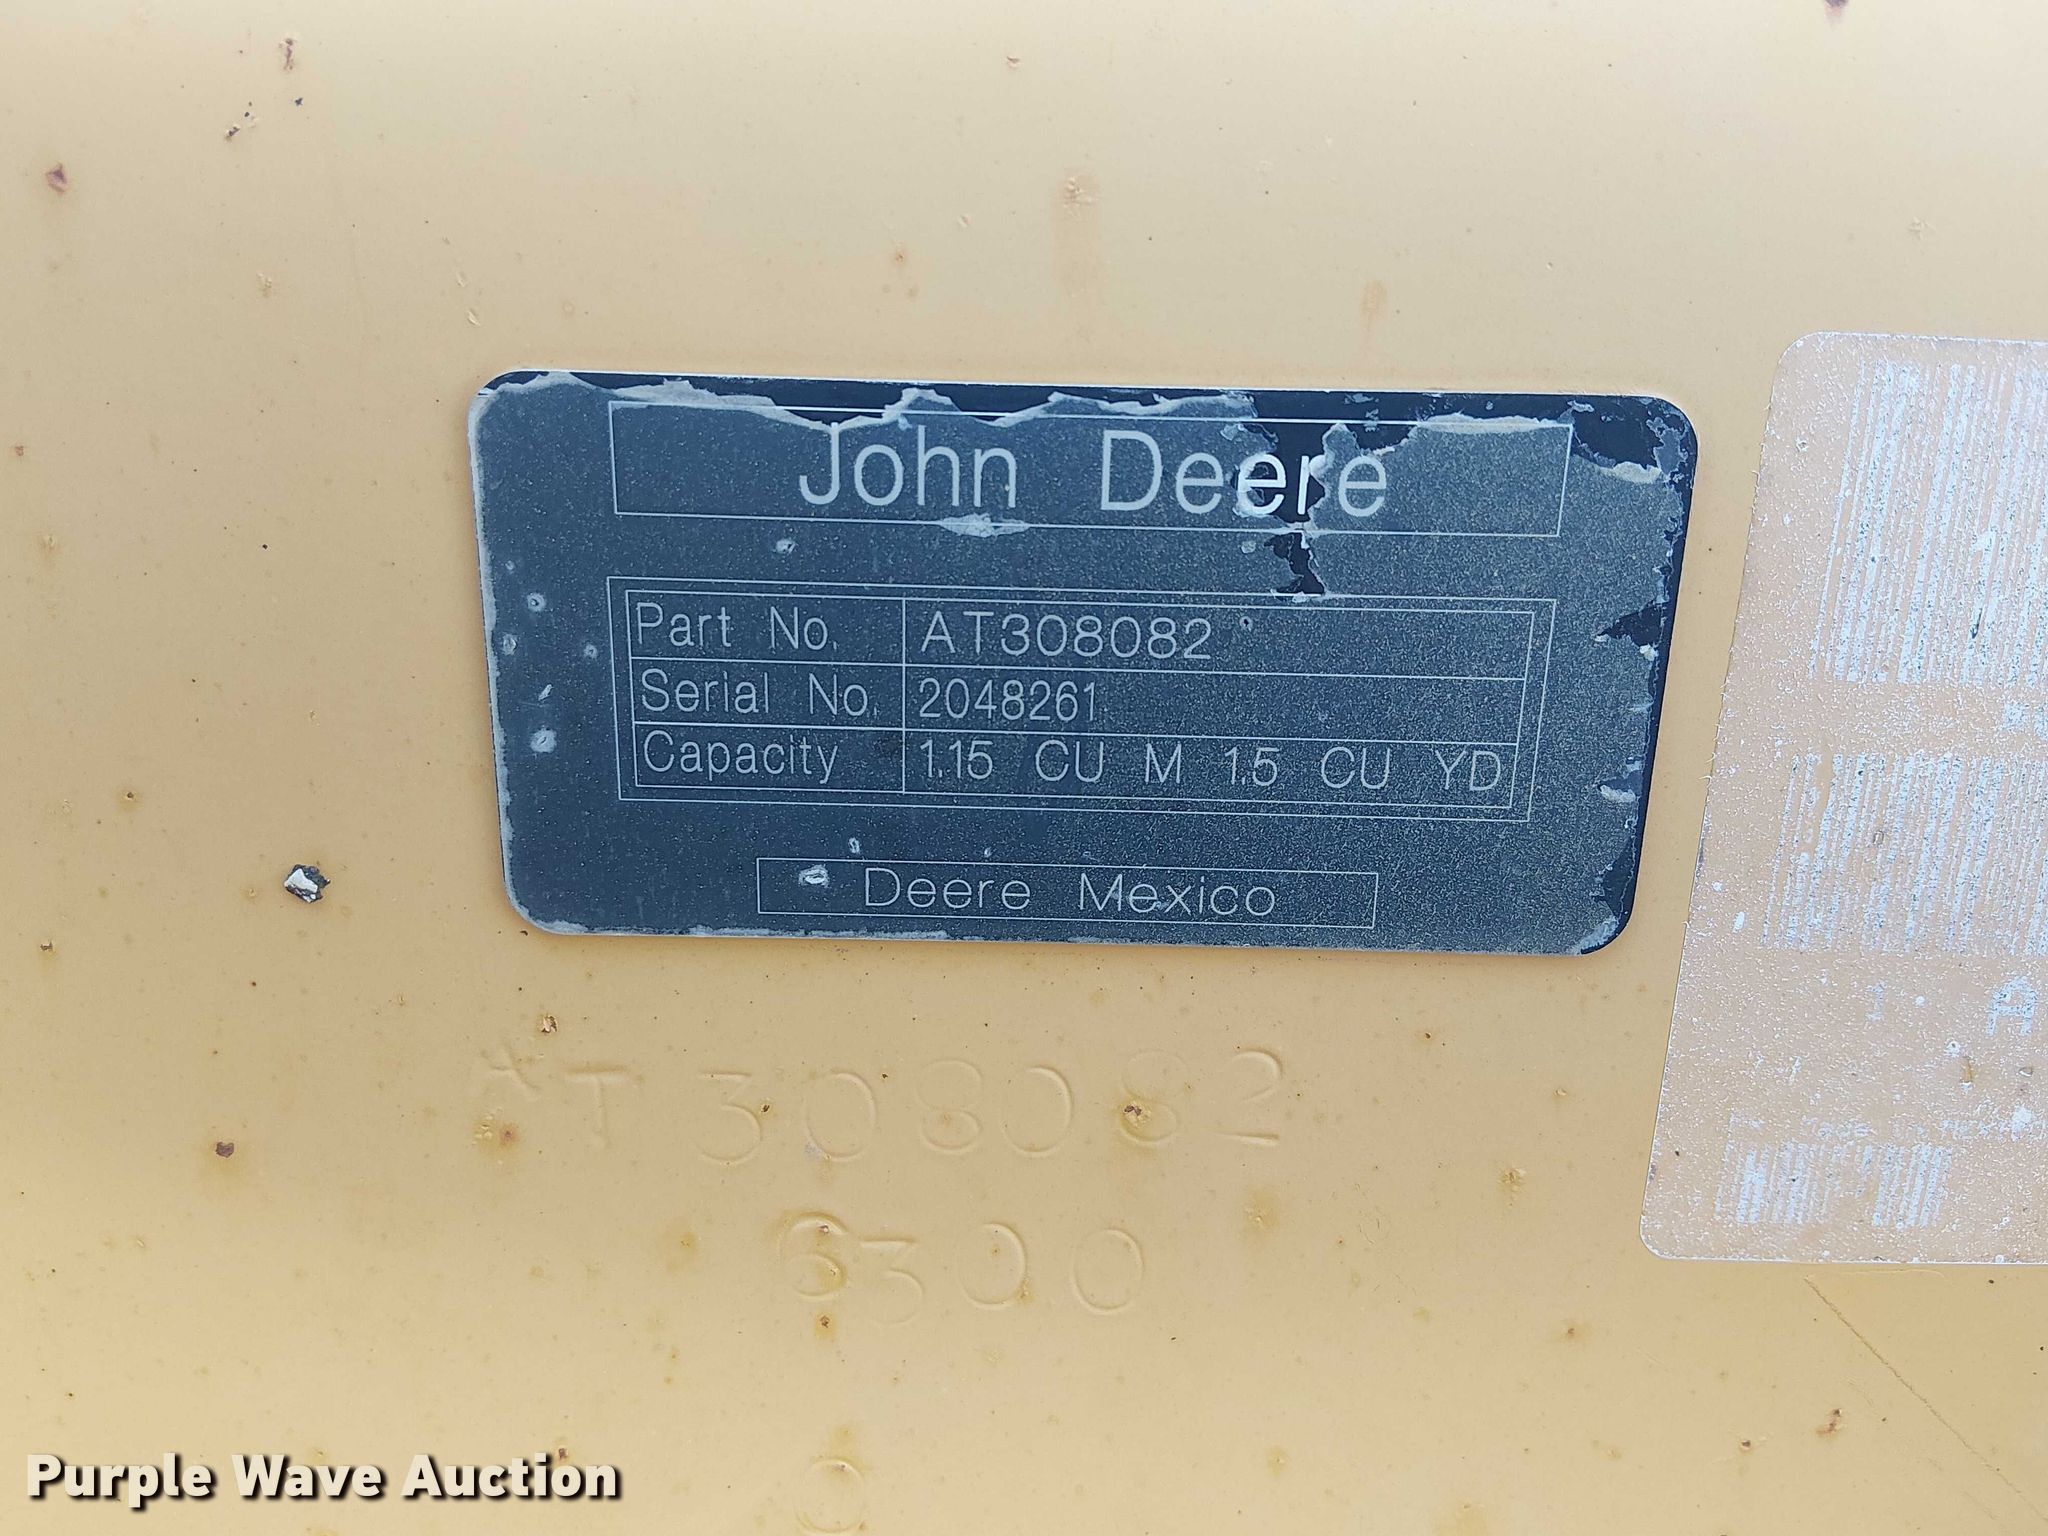 John Deere
Part No. AT308082
Serial No. 2048261
Capacity 1.15 CU M 1.5 CU YD
Deere Mexico
AT308082
6300
Purple Wave Auction